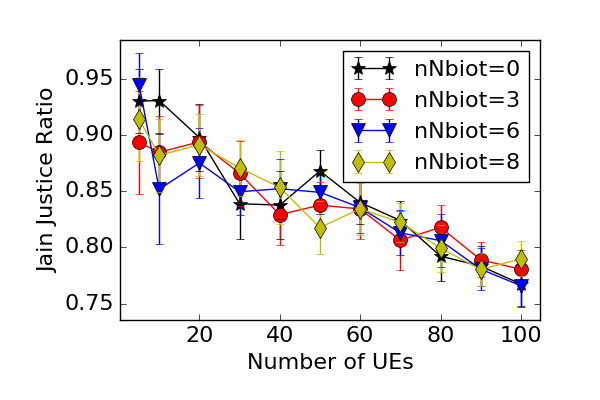 nNbiot=0
nNbiot=3
nNbiot=6
nNbiot=8
0.95
0.90
0.85
0.80
0.75
Jain Justice Ratio
20 40 60 80 100
Number of UEs